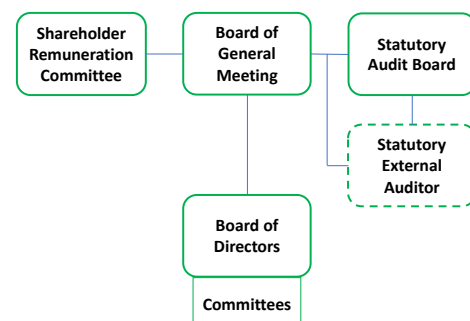 Shareholder
Remuneration
Committee
Board of
General
Meeting
Statutory
Audit Board
Statutory
External
Auditor
Board of
Directors
Committees